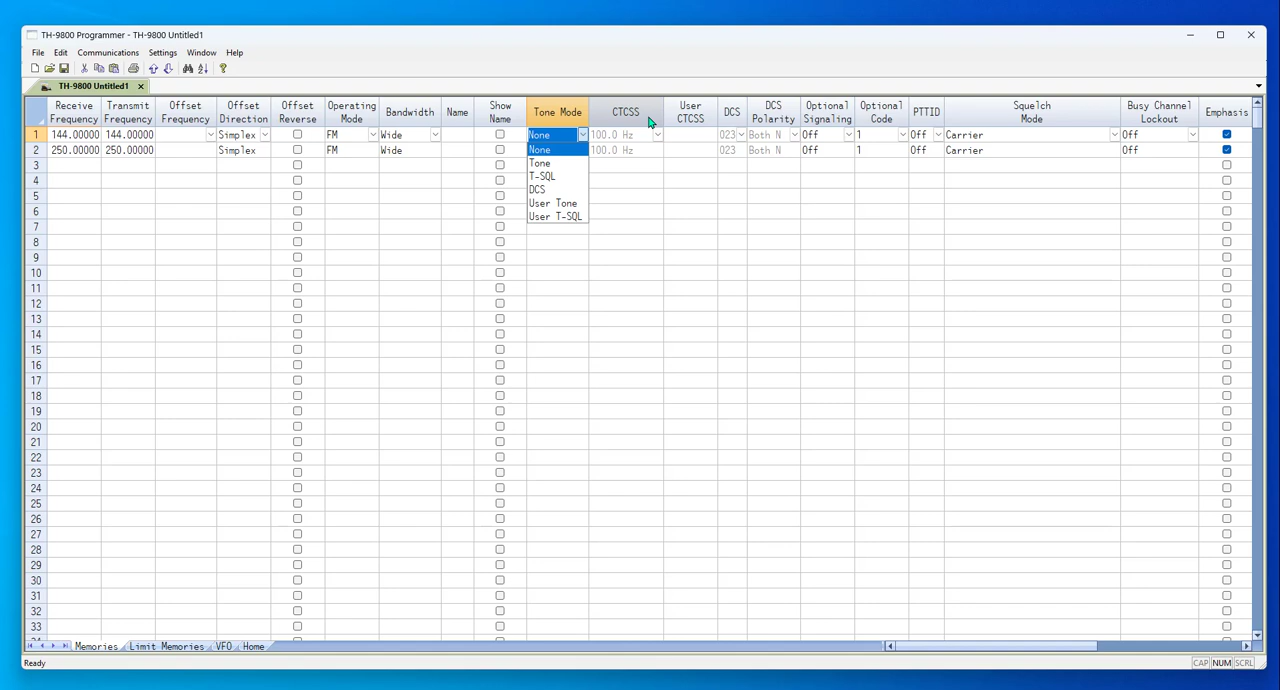 TH-9800 Programmer - TH-9800 Untitled1
File Edit Communications Settings Window Help
TH-9800 Untitled1
Receive Frequency Transmit Frequency Offset Frequency Offset Direction Offset Reverse Operating Mode Bandwidth Name Show Name Tone Mode CTCSS User CTCSS DCS DCS Polarity Optional Signaling Optional Code PTTID Squelch Mode Busy Channel Lockout Emphasis
1 144.00000 144.00000 Simplex FM Wide None 100.0 Hz 023 Both N Off 1 Off Carrier Off
2 250.00000 250.00000 Simplex FM Wide None 100.0 Hz 023 Both N Off 1 Off Carrier Off
3 Tone
4 T-SQL
5 DCS
6 User Tone
User T-SQL
7
8
9
10
11
12
13
14
15
16
17
18
19
20
21
22
23
24
25
26
27
28
29
30
31
32
33
Memories Limit Memories VFO Home
Ready CAP NUM SCRL